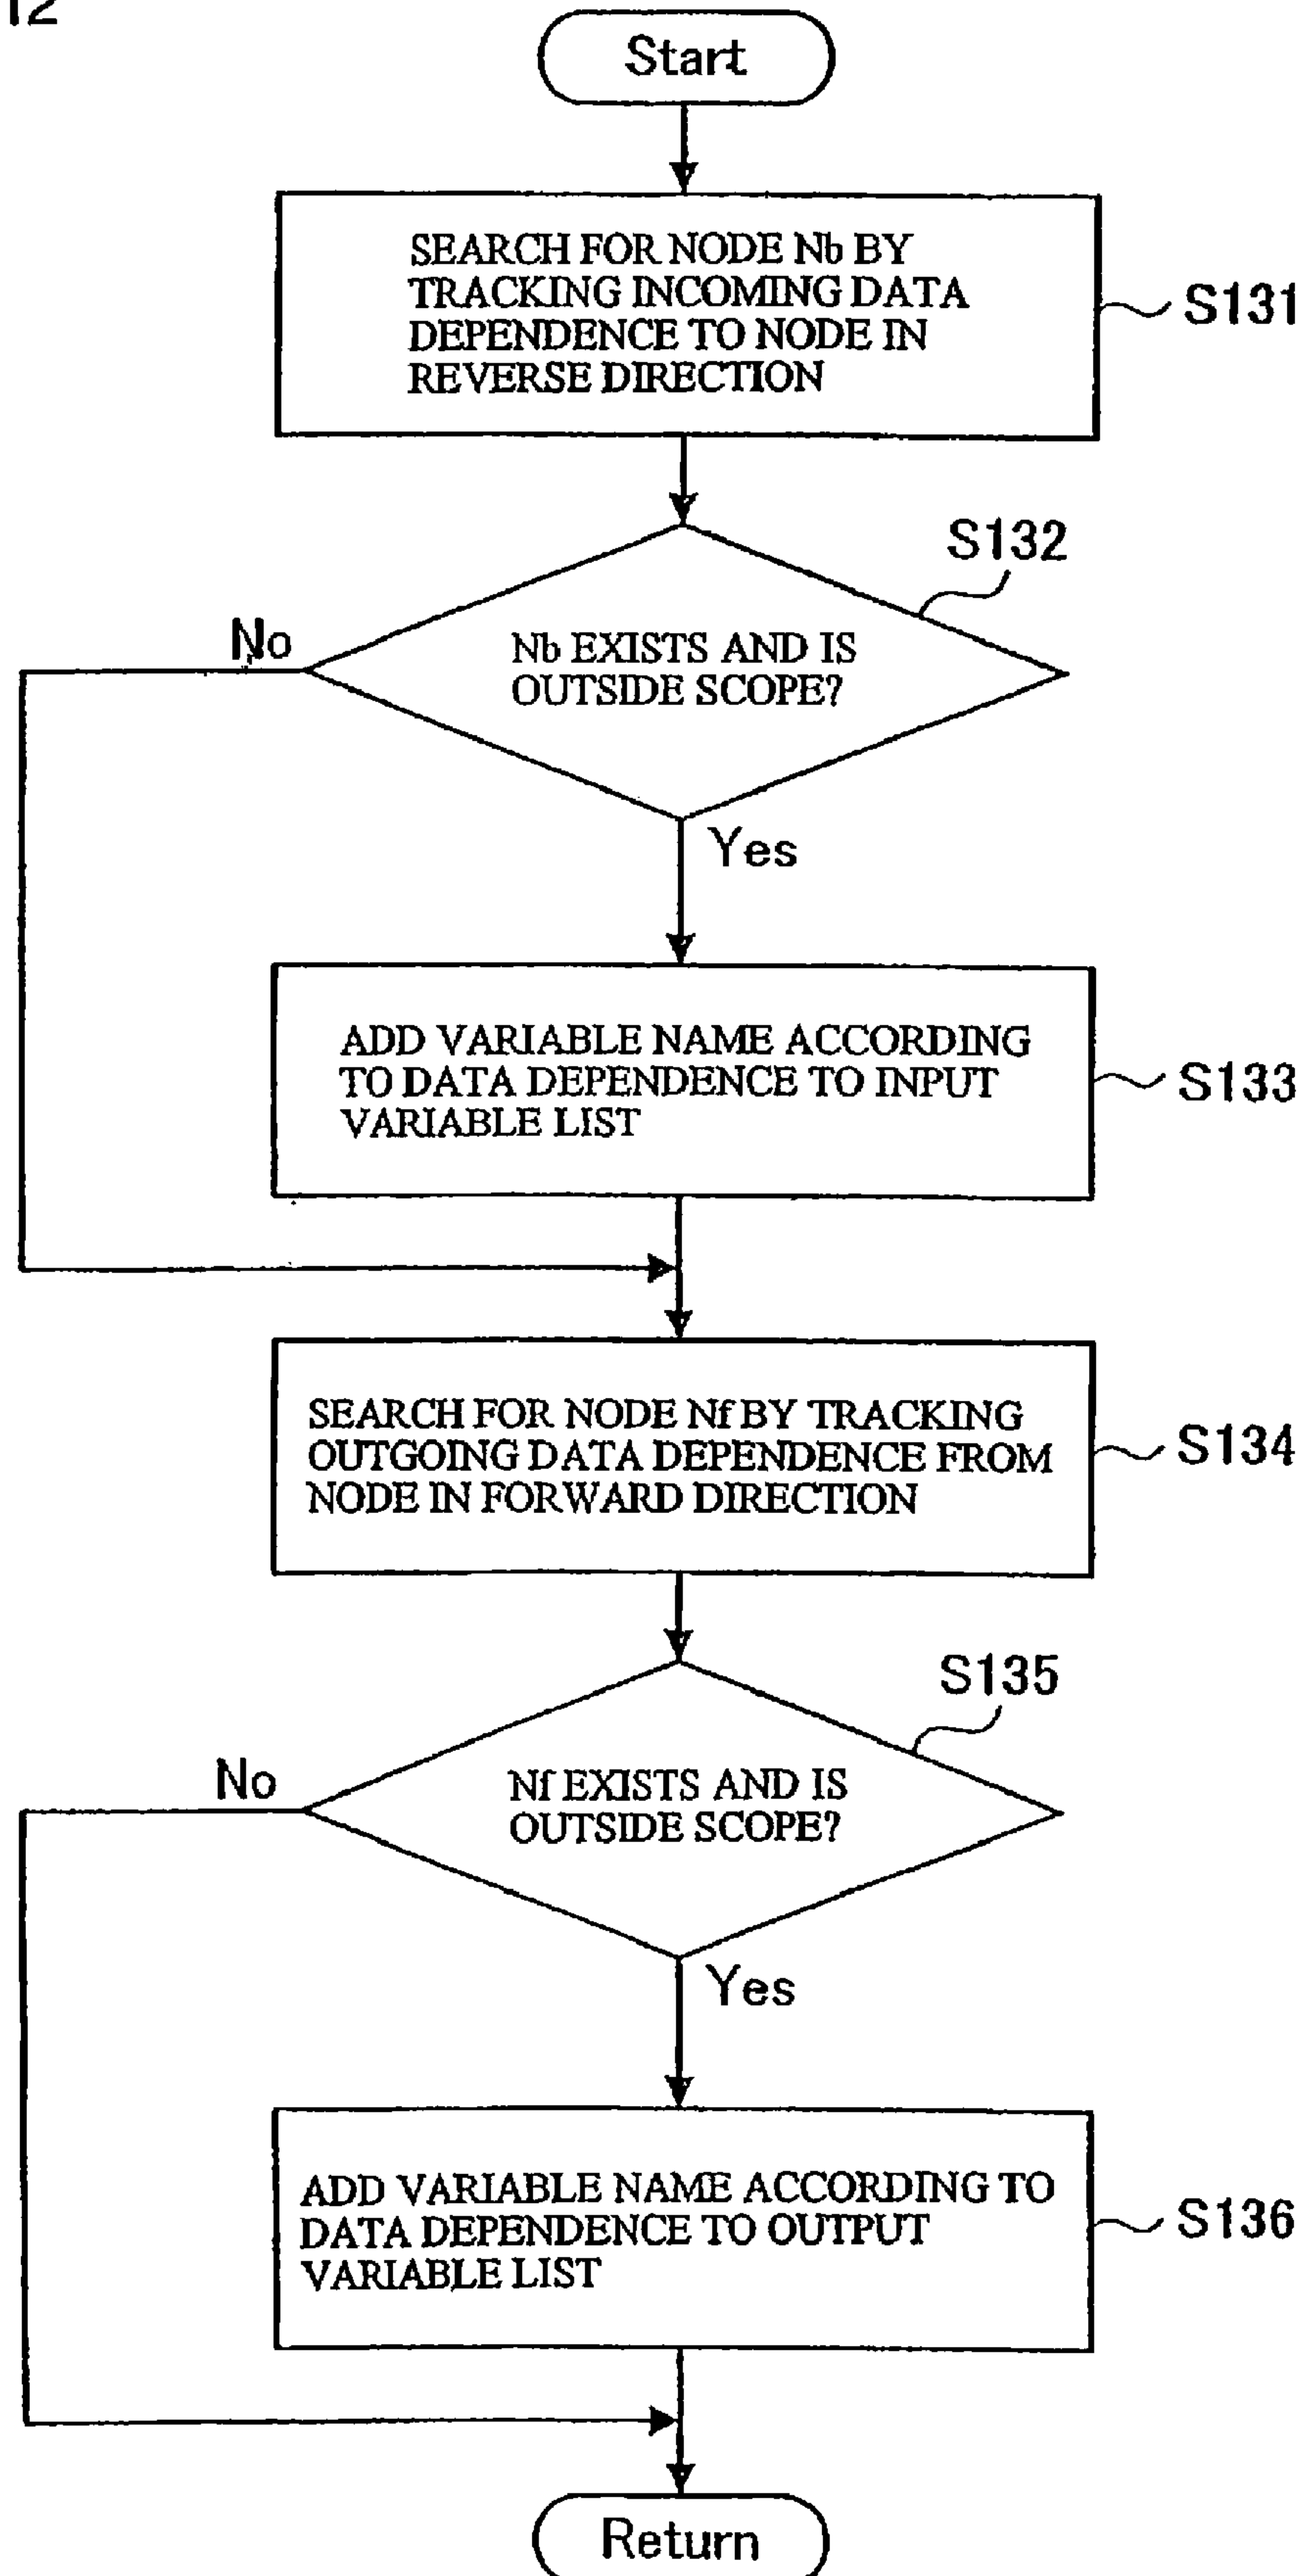 12
Start
SEARCH FOR NODE Nb BY
TRACKING INCOMING DATA
DEPENDENCE TO NODE IN
REVERSE DIRECTION
S131
S132
No
Nb EXISTS AND IS
OUTSIDE SCOPE?
Yes
ADD VARIABLE NAME ACCORDING
TO DATA DEPENDENCE TO INPUT
VARIABLE LIST
S133
SEARCH FOR NODE Nf BY TRACKING
OUTGOING DATA DEPENDENCE FROM
NODE IN FORWARD DIRECTION
S134
S135
No
Nf EXISTS AND IS
OUTSIDE SCOPE?
Yes
ADD VARIABLE NAME ACCORDING TO
DATA DEPENDENCE TO OUTPUT
VARIABLE LIST
S136
Return